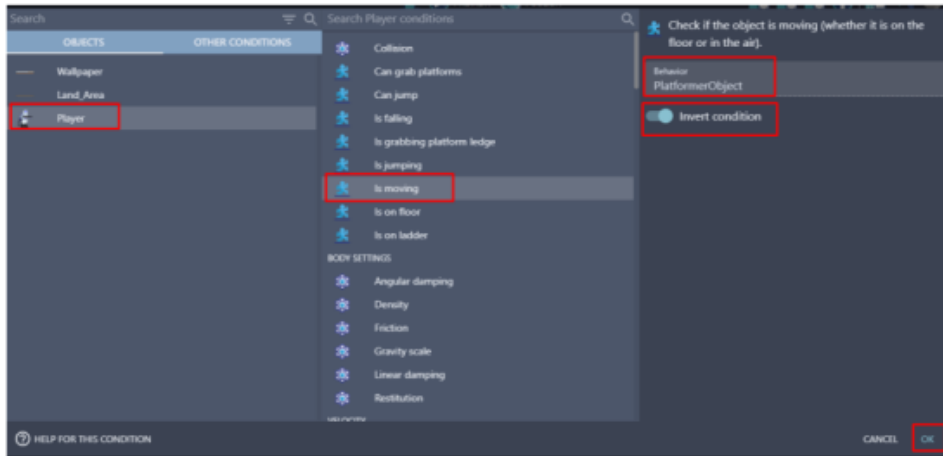 Search
OBJECTS
OTHER CONDITIONS
Wallpaper
Land_Area
Player
Search Player conditions
Collision
Can grab platforms
Can jump
Is falling
Is grabbing platform ledge
Is jumping
Is moving
Is on floor
Is on ladder
BODY SETTINGS
Angular damping
Density
Friction
Gravity scale
Linear damping
Restitution
VELOCITY
Check if the object is moving (whether it is on the
floor or in the air).
Behavior
PlatformerObject
Invert condition
HELP FOR THIS CONDITION
CANCEL
OK